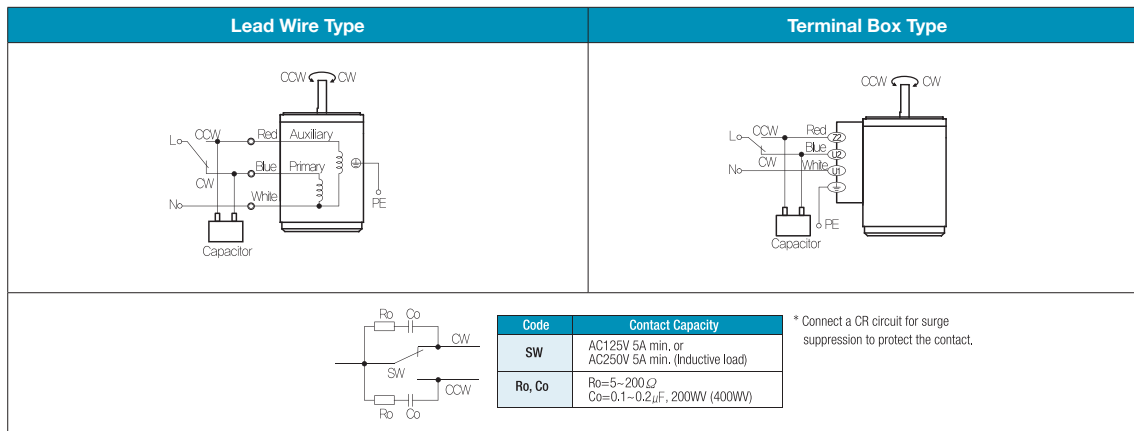 Lead Wire Type
Terminal Box Type
CCW CW
L CCW Red Auxiliary
Blue Primary
CW
White
N
PE
Capacitor
CCW CW
L CCW Red Z2
Blue U2
CW
N White U1
PE
Capacitor
Ro Co
CW
SW
CCW
Ro Co
Code Contact Capacity
SW AC125V 5A min. or
AC250V 5A min. (Inductive load)
Ro, Co Ro=5~200Ω
Co=0.1~0.2μF, 200WV (400WV)
* Connect a CR circuit for surge
suppression to protect the contact.